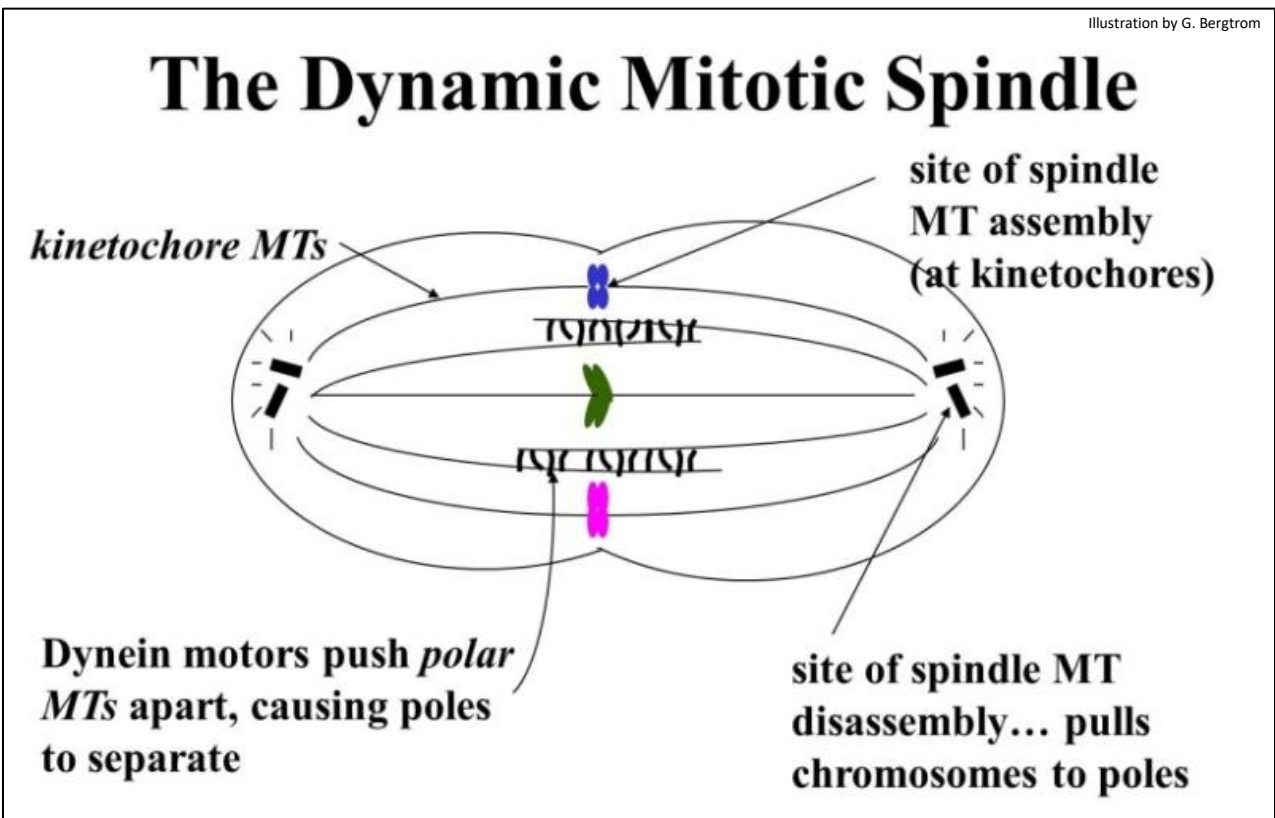 Illustration by G. Bergtrom
The Dynamic Mitotic Spindle
site of spindle
MT assembly
(at kinetochores)
kinetochore MTs
Dynein motors push polar
MTs apart, causing poles
to separate
site of spindle MT
disassembly… pulls
chromosomes to poles